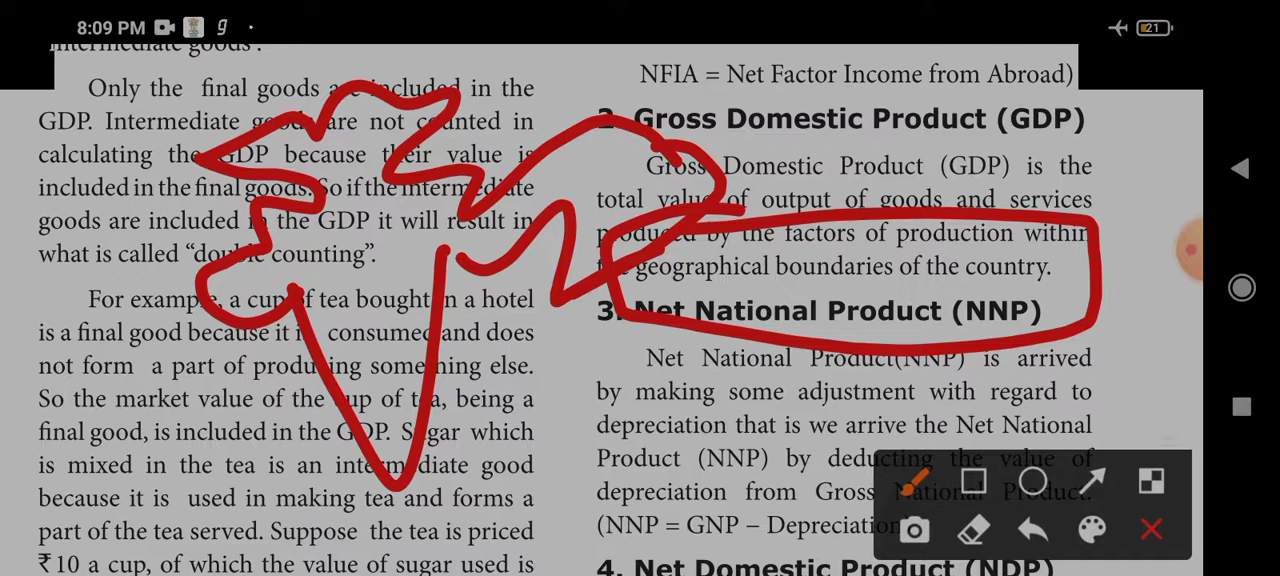 8:09 PM
g
21
intermediate goods .
Only the final goods are included in the
GDP. Intermediate goods are not counted in
calculating the GDP because their value is
included in the final goods. So if the intermediate
goods are included in the GDP it will result in
what is called “double counting”.
For example, a cup of tea bought in a hotel
is a final good because it is consumed and does
not form a part of producing something else.
So the market value of the cup of tea, being a
final good, is included in the GDP. Sugar which
is mixed in the tea is an intermediate good
because it is used in making tea and forms a
part of the tea served. Suppose the tea is priced
₹10 a cup, of which the value of sugar used is
NFIA = Net Factor Income from Abroad)
2. Gross Domestic Product (GDP)
Gross Domestic Product (GDP) is the
total value of output of goods and services
produced by the factors of production within
the geographical boundaries of the country.
3. Net National Product (NNP)
Net National Product(NNP) is arrived
by making some adjustment with regard to
depreciation that is we arrive the Net National
Product (NNP) by deducting the value of
depreciation from Gross National Product.
(NNP = GNP – Depreciation)
4. Net Domestic Product (NDP)